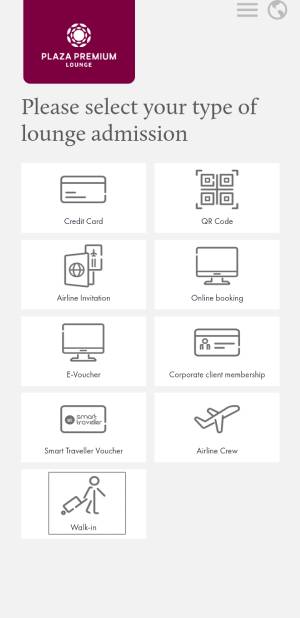 PLAZA PREMIUM
LOUNGE
Please select your type of
lounge admission
Credit Card
QR Code
Airline Invitation
Online booking
E-Voucher
Corporate client membership
smart
traveller
Smart Traveller Voucher
Airline Crew
Walk-in